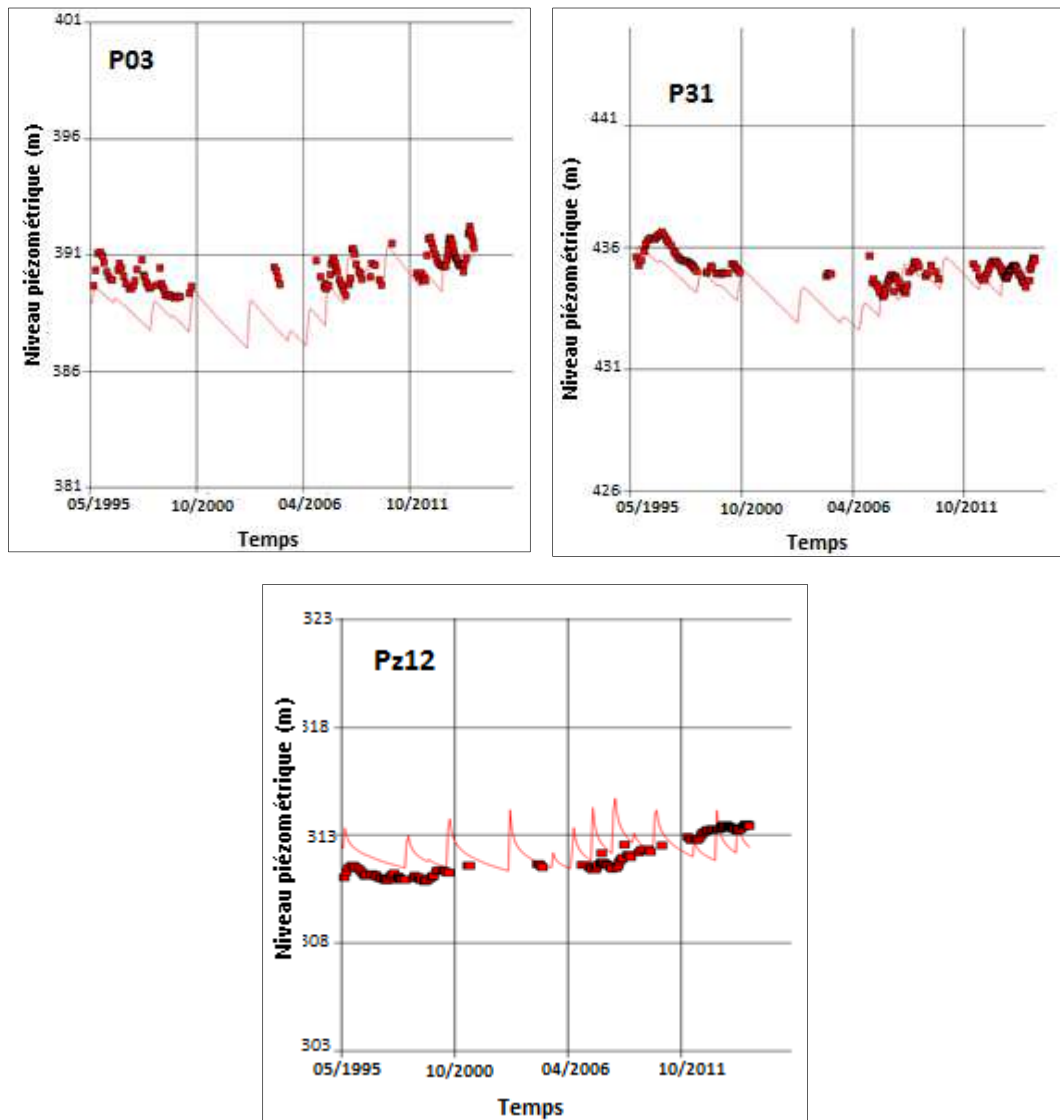 P03
Niveau piézométrique (m)
401
396
391
386
381
05/1995 10/2000 04/2006 10/2011
Temps
P31
Niveau piézométrique (m)
441
436
431
426
05/1995 10/2000 04/2006 10/2011
Temps
Pz12
Niveau piézométrique (m)
323
318
313
308
303
05/1995 10/2000 04/2006 10/2011
Temps